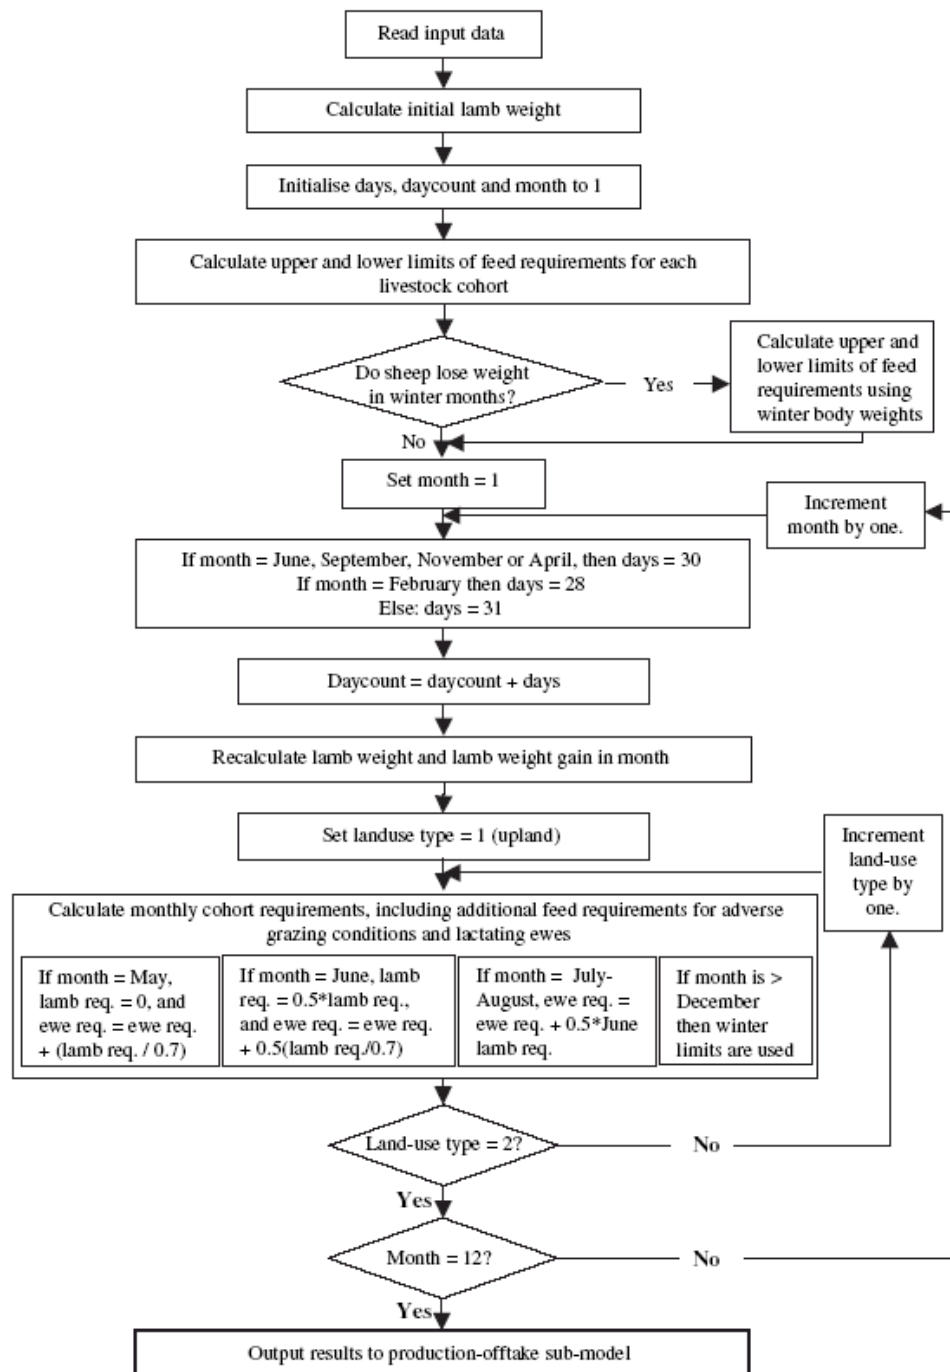 Read input data
Calculate initial lamb weight
Initialise days, daycount and month to 1
Calculate upper and lower limits of feed requirements for each
livestock cohort
Do sheep lose weight
in winter months?
Yes
Calculate upper and
lower limits of feed
requirements using
winter body weights
No
Set month = 1
Increment
month by one.
If month = June, September, November or April, then days = 30
If month = February then days = 28
Else: days = 31
Daycount = daycount + days
Recalculate lamb weight and lamb weight gain in month
Set landuse type = 1 (upland)
Increment
land-use
type by
one.
Calculate monthly cohort requirements, including additional feed requirements for adverse
grazing conditions and lactating ewes
If month = May,
lamb req. = 0, and
ewe req. = ewe req.
+ (lamb req. / 0.7)
If month = June, lamb
req. = 0.5*lamb req.,
and ewe req. = ewe req.
+ 0.5(lamb req./0.7)
If month = July-
August, ewe req. =
ewe req. + 0.5*June
lamb req.
If month is >
December
then winter
limits are used
Land-use type = 2?
No
Yes
Month = 12?
No
Yes
Output results to production-offtake sub-model